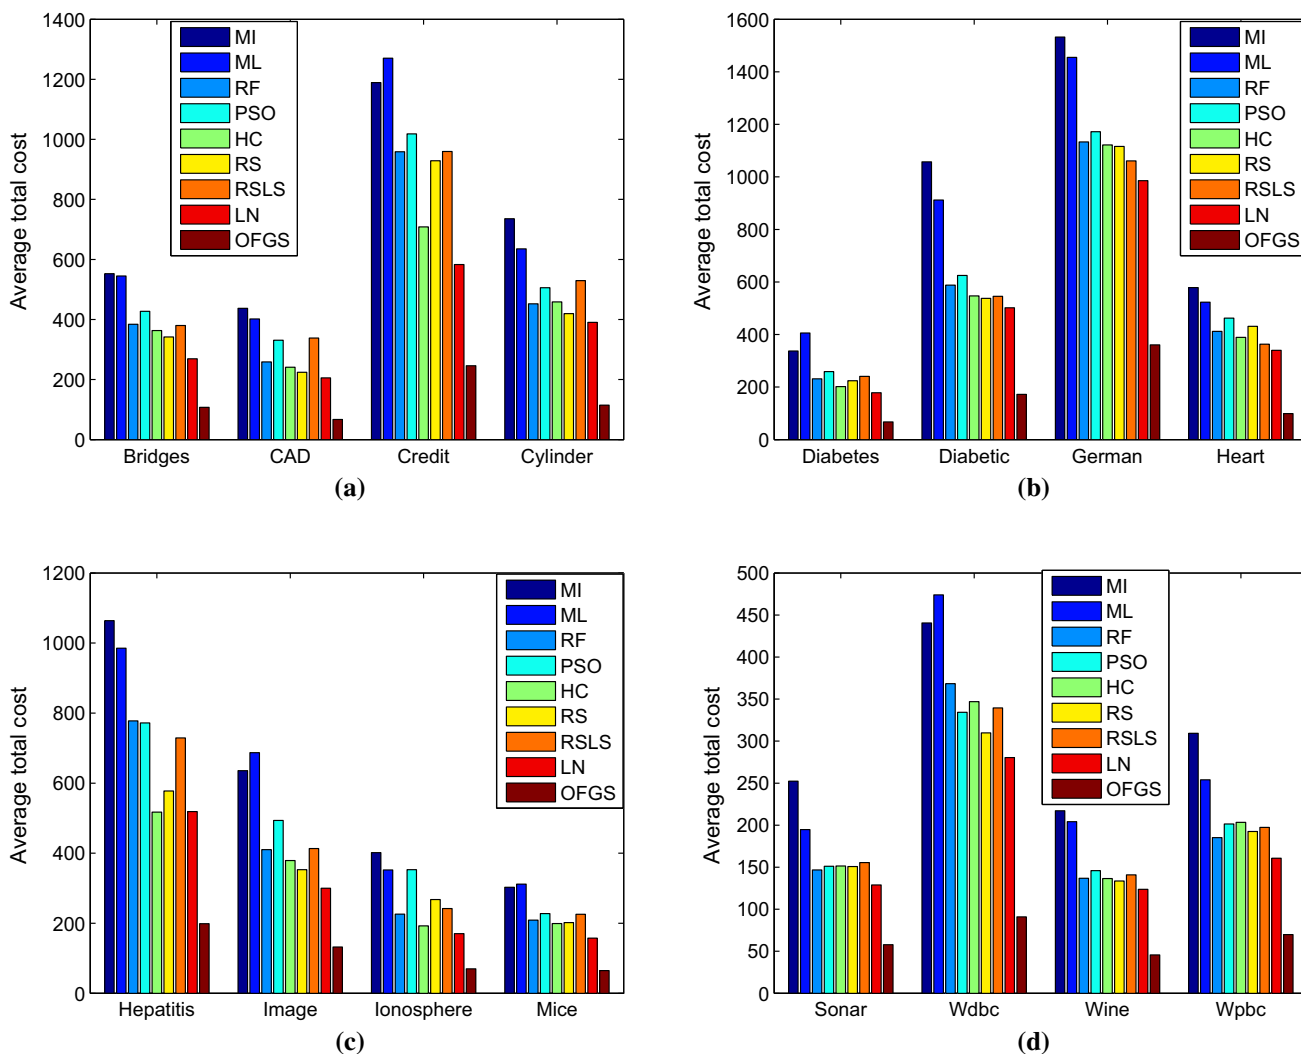 1400
1200
1000
800
600
400
200
0
Average total cost
MI
ML
RF
PSO
HC
RS
RSLS
LN
OFGS
Bridges CAD Credit Cylinder
(a)
1600
1400
1200
1000
800
600
400
200
0
Average total cost
MI
ML
RF
PSO
HC
RS
RSLS
LN
OFGS
Diabetes Diabetic German Heart
(b)
1200
1000
800
600
400
200
0
Average total cost
MI
ML
RF
PSO
HC
RS
RSLS
LN
OFGS
Hepatitis Image Ionosphere Mice
(c)
500
450
400
350
300
250
200
150
100
50
0
Average total cost
MI
ML
RF
PSO
HC
RS
RSLS
LN
OFGS
Sonar Wdbc Wine Wpbc
(d)